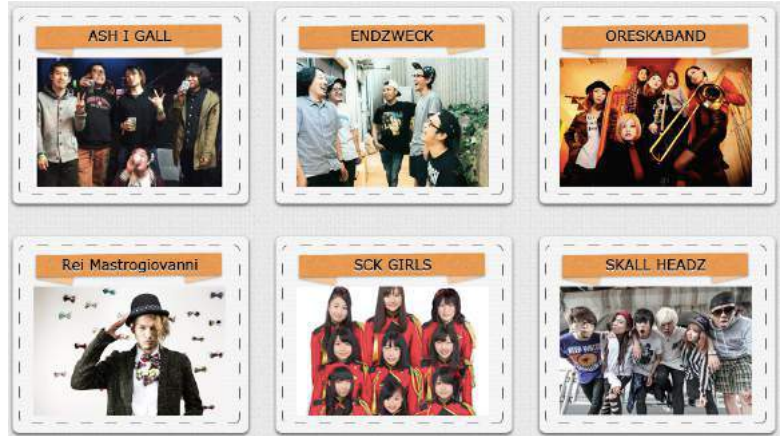 ASH I GALL
ENDZWECK
ORESKABAND
Rei Mastrogiovanni
SCK GIRLS
SKALL HEADZ